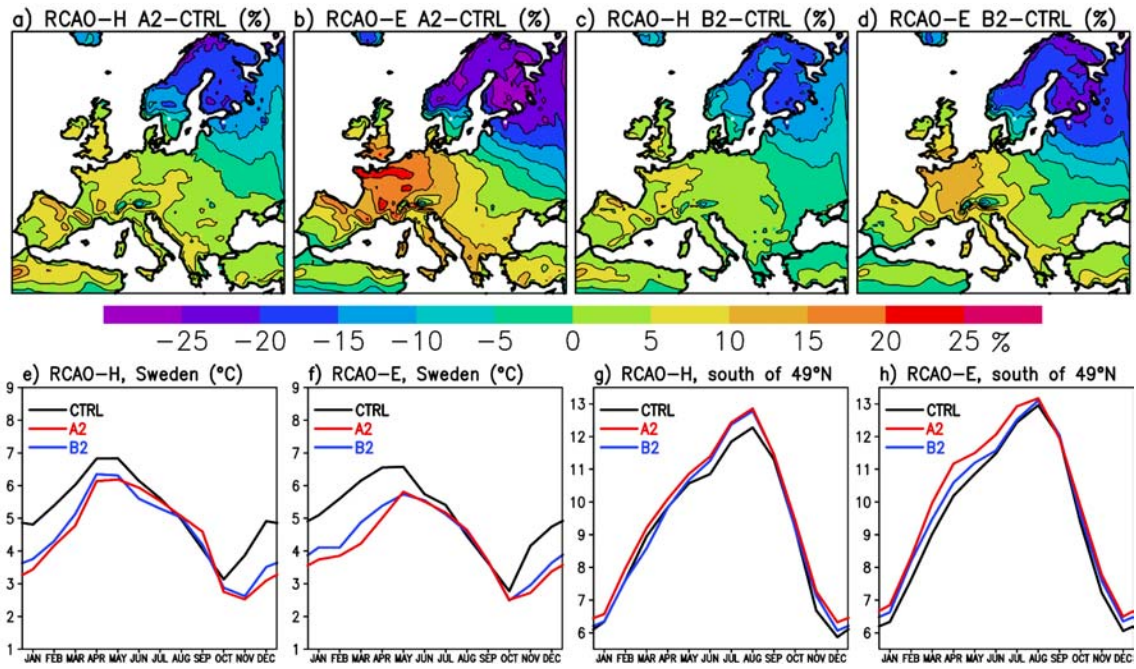 a) RCAO-H A2-CTRL (%)
b) RCAO-E A2-CTRL (%)
c) RCAO-H B2-CTRL (%)
d) RCAO-E B2-CTRL (%)
-25 -20 -15 -10 -5 0 5 10 15 20 25 %
e) RCAO-H, Sweden (°C)
9
8
7
6
5
4
3
2
1
CTRL
A2
B2
JAN FEB MAR APR MAY JUN JUL AUG SEP OCT NOV DEC
f) RCAO-E, Sweden (°C)
9
8
7
6
5
4
3
2
1
CTRL
A2
B2
JAN FEB MAR APR MAY JUN JUL AUG SEP OCT NOV DEC
g) RCAO-H, south of 49°N
13
12
11
10
9
8
7
6
CTRL
A2
B2
JAN FEB MAR APR MAY JUN JUL AUG SEP OCT NOV DEC
h) RCAO-E, south of 49°N
13
12
11
10
9
8
7
6
CTRL
A2
B2
JAN FEB MAR APR MAY JUN JUL AUG SEP OCT NOV DEC